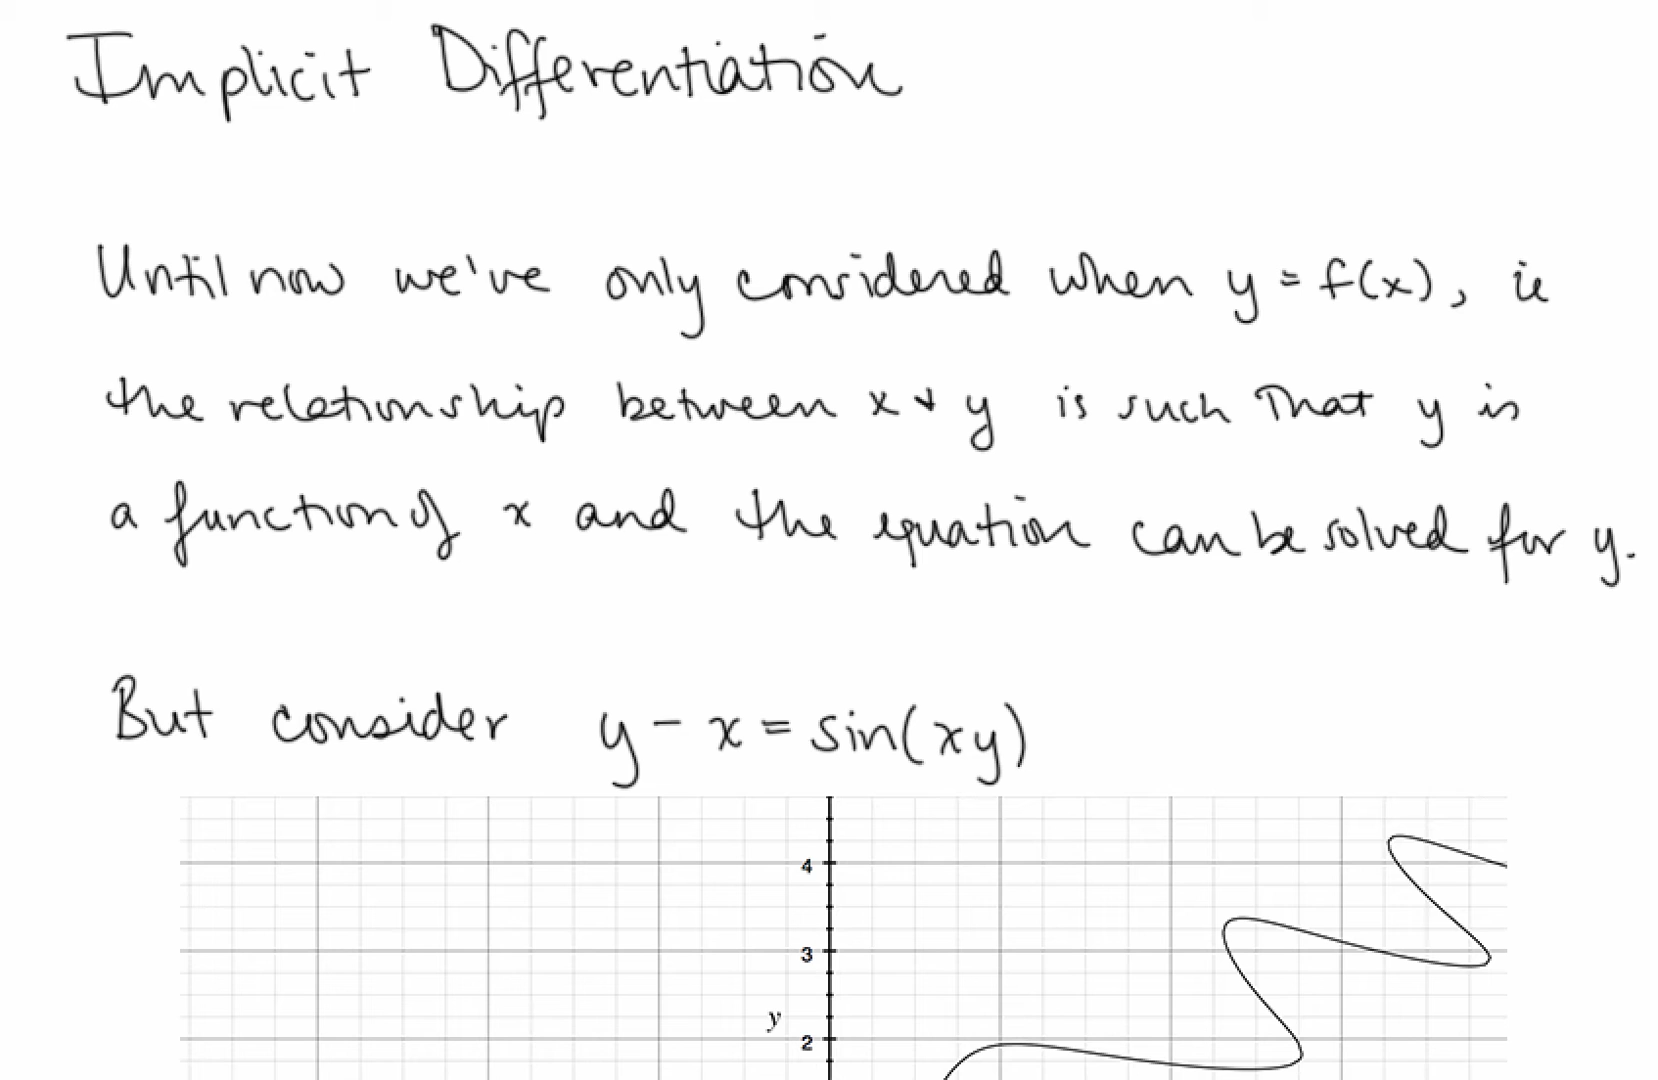 Implicit Differentiation
Until now we've only considered when y = f(x), ie
the relationship between x + y is such that y is
a function of x and the equation can be solved for y.
But consider y - x = sin(xy)
4
3
y
2